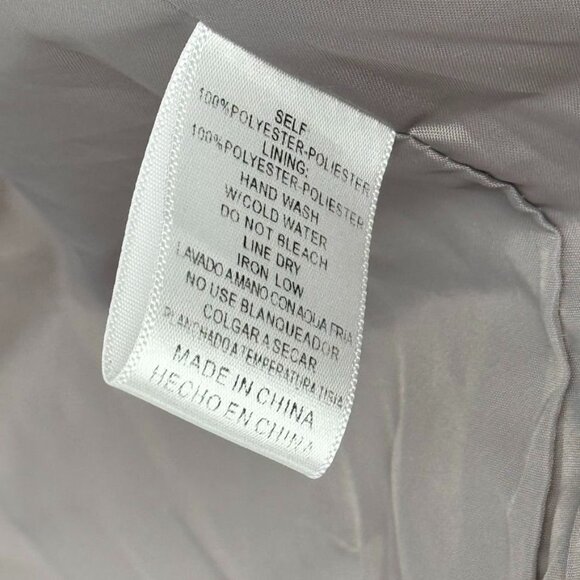 SELF:
100%POLYESTER-POLIESTER
LINING:
100%POLYESTER-POLIESTER
HAND WASH
W/COLD WATER
DO NOT BLEACH
LINE DRY
IRON LOW
LAVADO A MANO CON AQUA FRIA
NO USE BLANQUEADOR
COLGAR A SECAR
PLANCHADO A TEMPERATURA TIBIA
MADE IN CHINA
HECHO EN CHINA